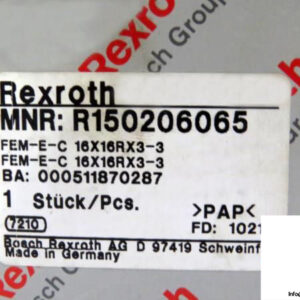 Rexroth
MNR: R150206065
FEM-E-C 16X16RX3-3
FEM-E-C 16X16RX3-3
BA: 000511870287
1 Stück/Pcs. >PAP<
7210 FD: 1021
Bosch Rexroth AG D 97419 Schweinf
Made in Germany